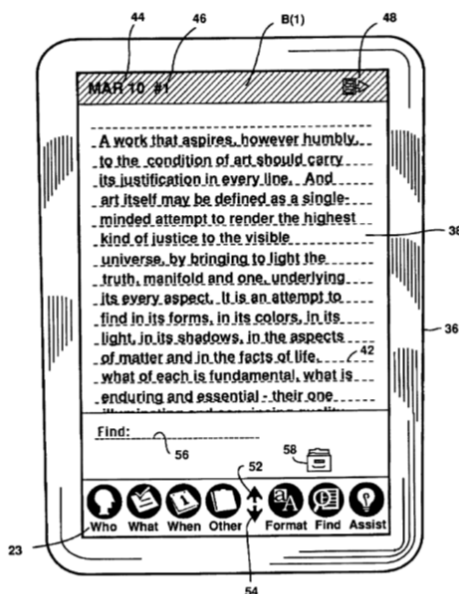 44 46 B(1) 48
MAR 10 #1
A work that aspires, however humbly,
to the condition of art should carry
its justification in every line. And
art itself may be defined as a single-
minded attempt to render the highest
kind of justice to the visible
universe, by bringing to light the
truth, manifold and one, underlying
its every aspect. It is an attempt to
find in its forms, in its colors, in its
light, in its shadows, in the aspects
of matter and in the facts of life,
what of each is fundamental, what is
enduring and essential - their one
38
36
42
Find:
56 52 58
Who What When Other Format Find Assist
23
54